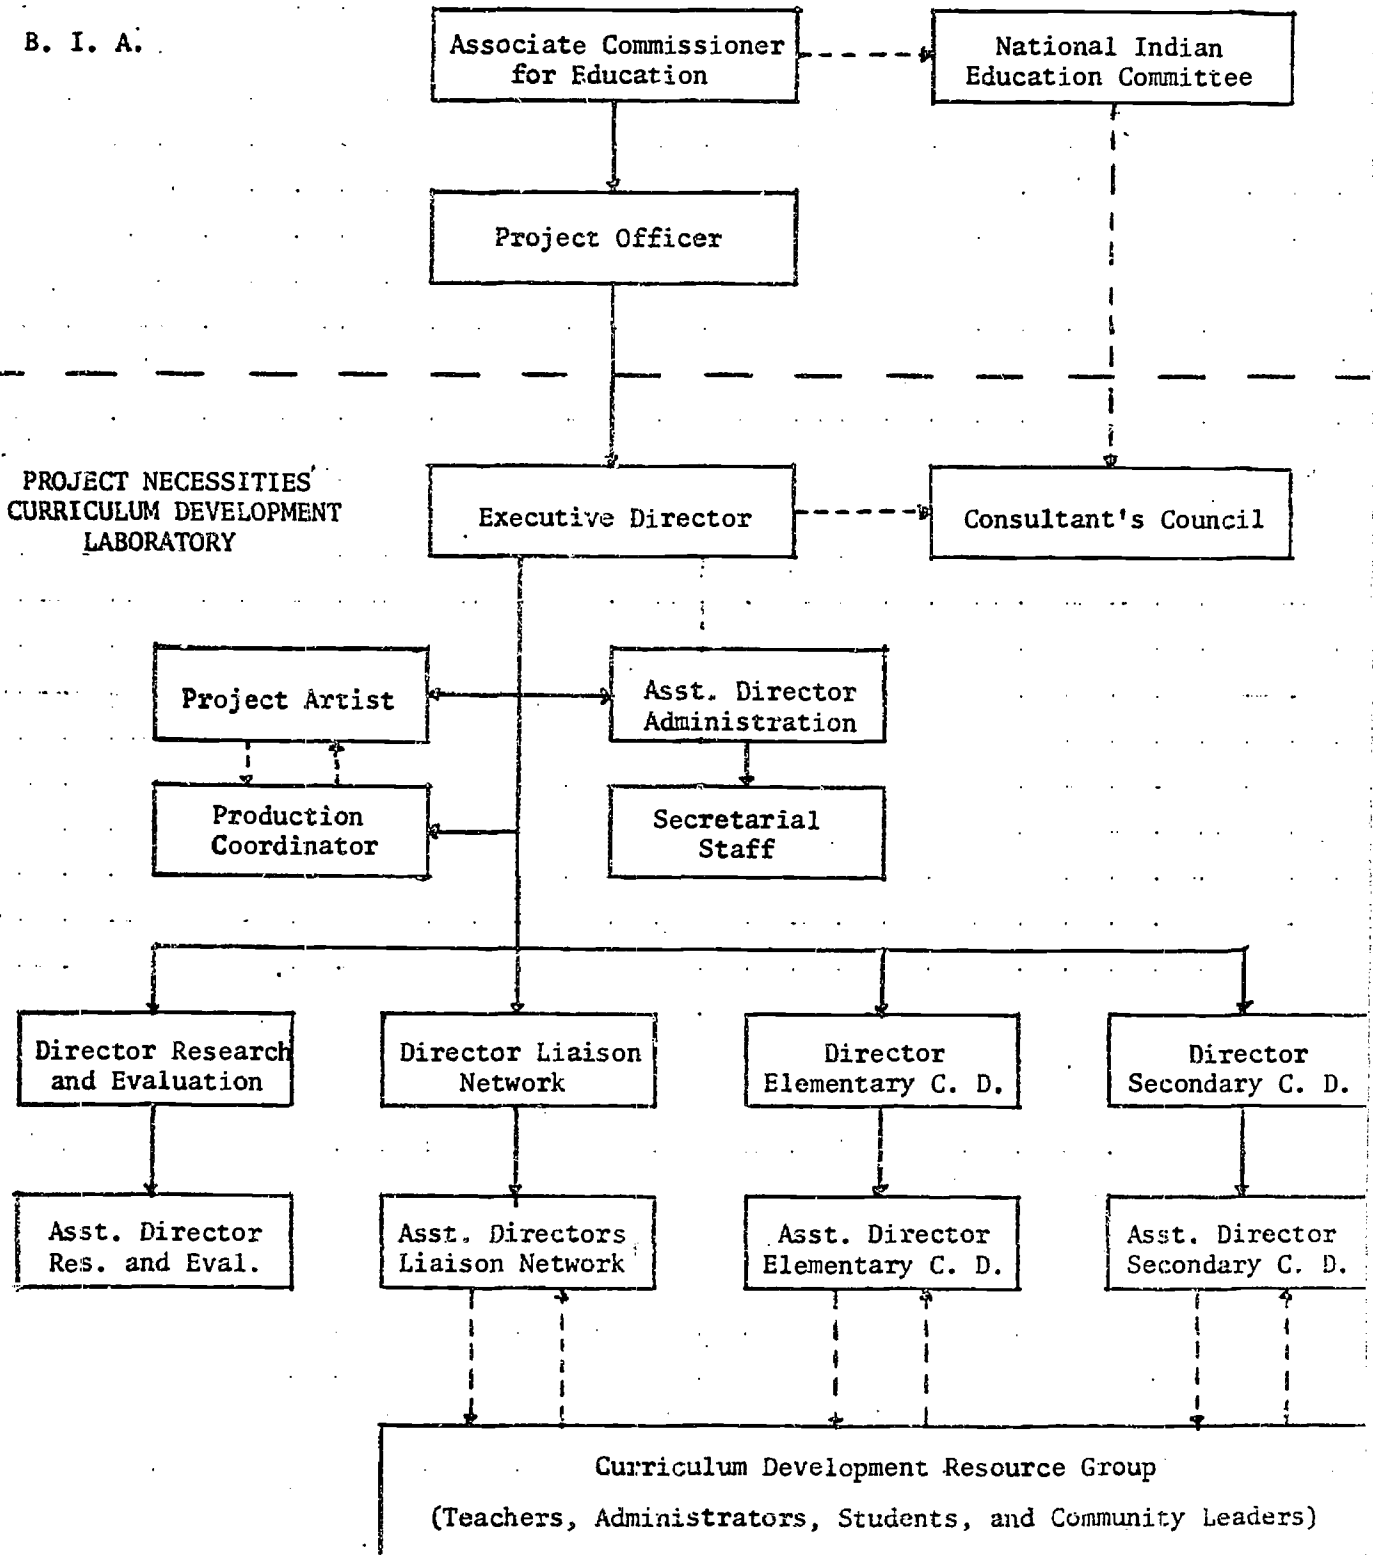 B. I. A.
Associate Commissioner
for Education
National Indian
Education Committee
Project Officer
PROJECT NECESSITIES
CURRICULUM DEVELOPMENT
LABORATORY
Executive Director
Consultant's Council
Project Artist
Asst. Director
Administration
Production
Coordinator
Secretarial
Staff
Director Research
and Evaluation
Director Liaison
Network
Director
Elementary C. D.
Director
Secondary C. D.
Asst. Director
Res. and Eval.
Asst. Directors
Liaison Network
Asst. Director
Elementary C. D.
Asst. Director
Secondary C. D.
Curriculum Development Resource Group
(Teachers, Administrators, Students, and Community Leaders)